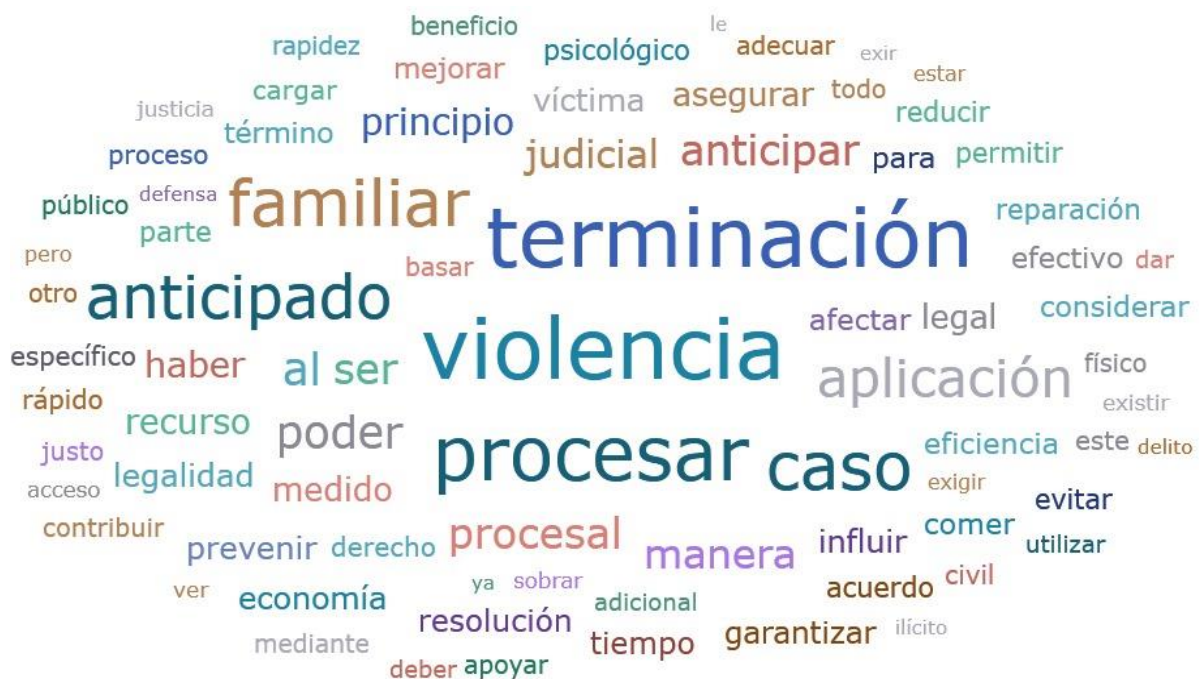 le
beneficio
rapidez
psicológico
adecuar
exir
mejorar
estar
cargar
víctima
asegurar
todo
justicia
reducir
término
principio
proceso
judicial
anticipar
para
permitir
defensa
público
familiar
terminación
reparación
parte
pero
basar
efectivo
dar
otro
anticipado
afectar
legal
considerar
específico
haber
al
ser
violencia
aplicación
físico
rápido
existir
recurso
poder
procesar
caso
eficiencia
este
delito
justo
acceso
legalidad
medido
exigir
evitar
contribuir
prevenir
derecho
procesal
manera
influir
comer
utilizar
ver
economía
ya
sobrar
adicional
acuerdo
civil
mediante
resolución
tiempo
garantizar
ilícito
deber
apoyar